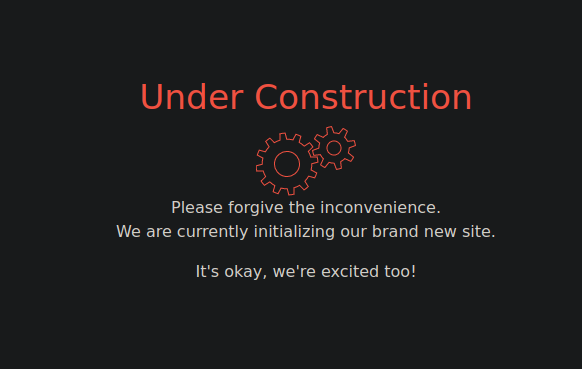 Under Construction
Please forgive the inconvenience.
We are currently initializing our brand new site.
It's okay, we're excited too!